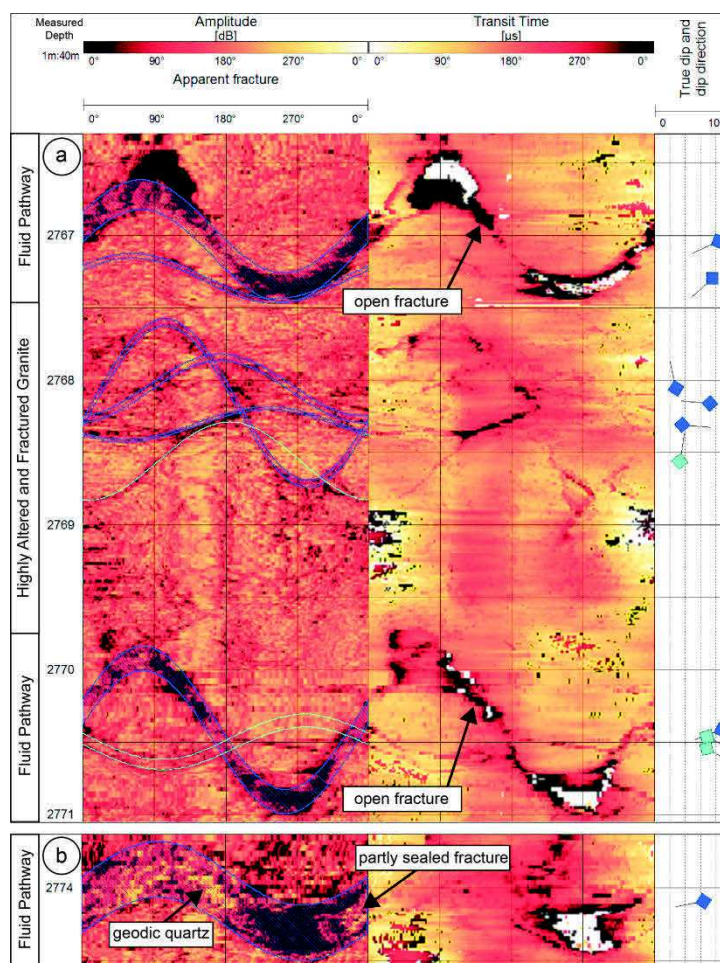 Measured
Depth
1m:40m
Amplitude
[dB]
Transit Time
[µs]
0° 90° 180° 270° 0° 90° 180° 270° 0°
Apparent fracture
0° 90° 180° 270° 0°
True dip and
dip direction
0 10
a
Fluid Pathway
2767
open fracture
Highly Altered and Fractured Granite
2768
2769
Fluid Pathway
2770
open fracture
2771
b
Fluid Pathway
2774
partly sealed fracture
geodic quartz